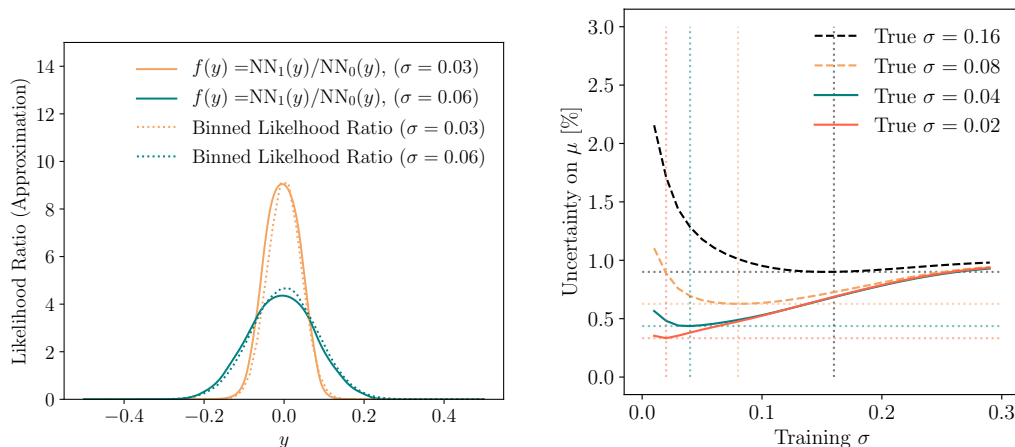 14
12
10
8
6
4
2
0
Likelihood Ratio (Approximation)
f(y) =NN₁(y)/NN₀(y), (σ = 0.03)
f(y) =NN₁(y)/NN₀(y), (σ = 0.06)
Binned Likelhood Ratio (σ = 0.03)
Binned Likelhood Ratio (σ = 0.06)
−0.4 −0.2 0.0 0.2 0.4
y
3.0
2.5
2.0
1.5
1.0
0.5
0.0
Uncertainty on μ [%]
True σ = 0.16
True σ = 0.08
True σ = 0.04
True σ = 0.02
0.0 0.1 0.2 0.3
Training σ